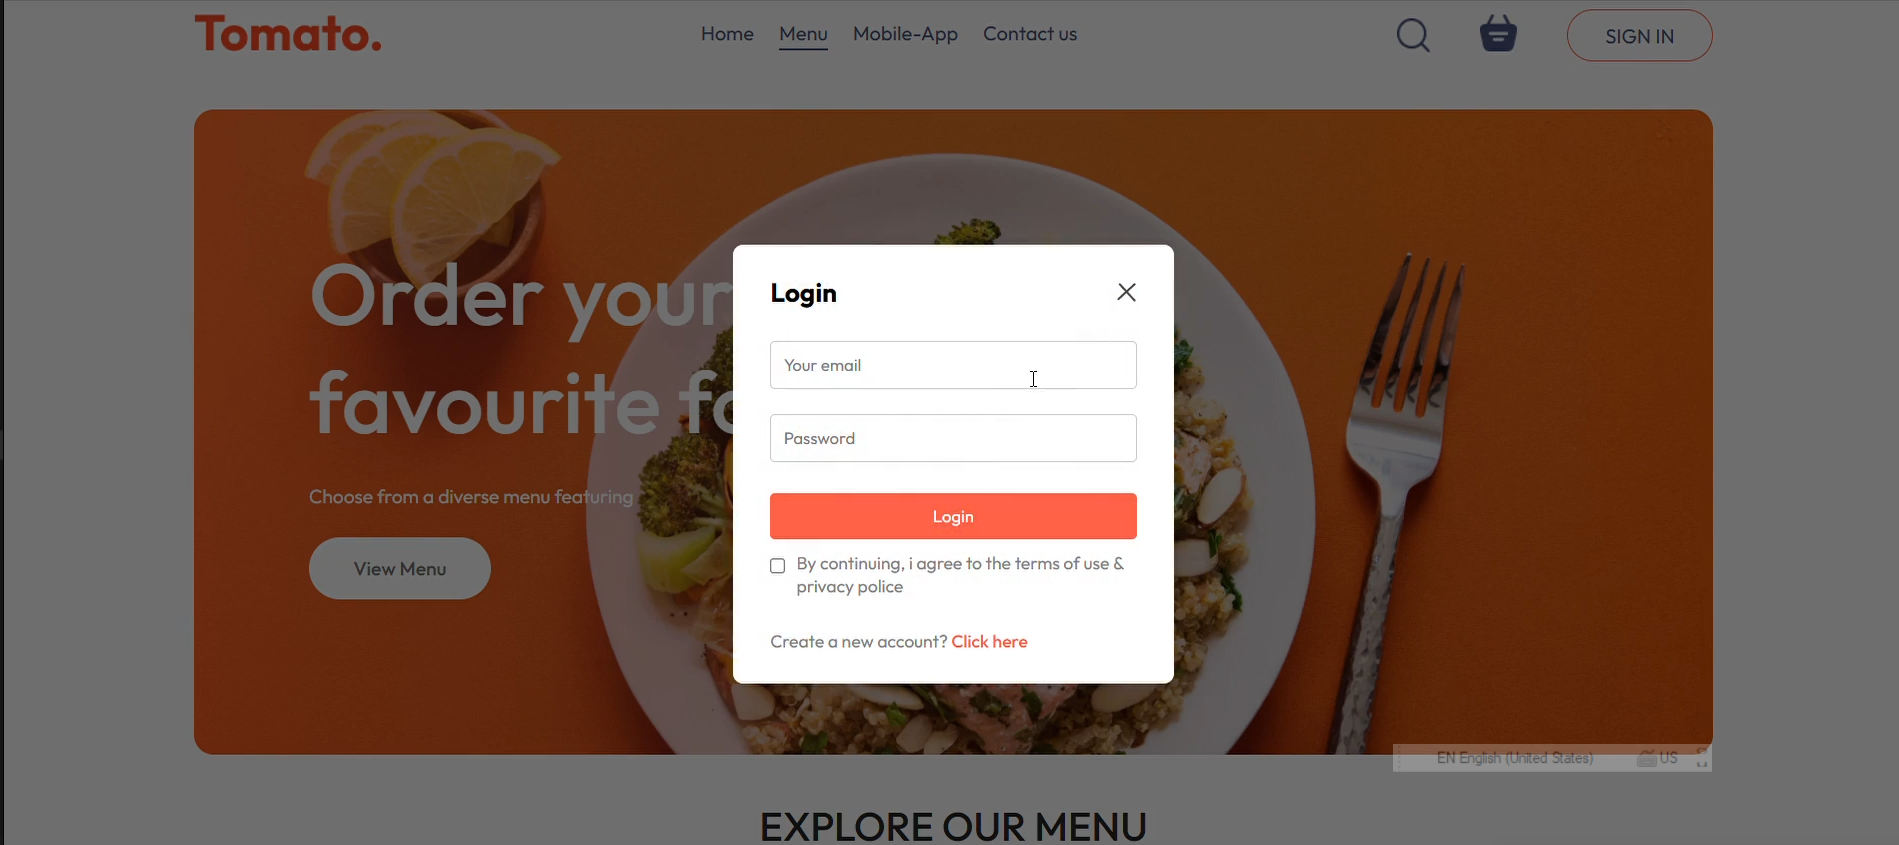 Tomato.
Home Menu Mobile-App Contact us
SIGN IN
Order your
favourite fo
Choose from a diverse menu featuring
View Menu
Login
Your email
Password
Login
By continuing, i agree to the terms of use &
privacy police
Create a new account? Click here
EN English (United States) US
EXPLORE OUR MENU